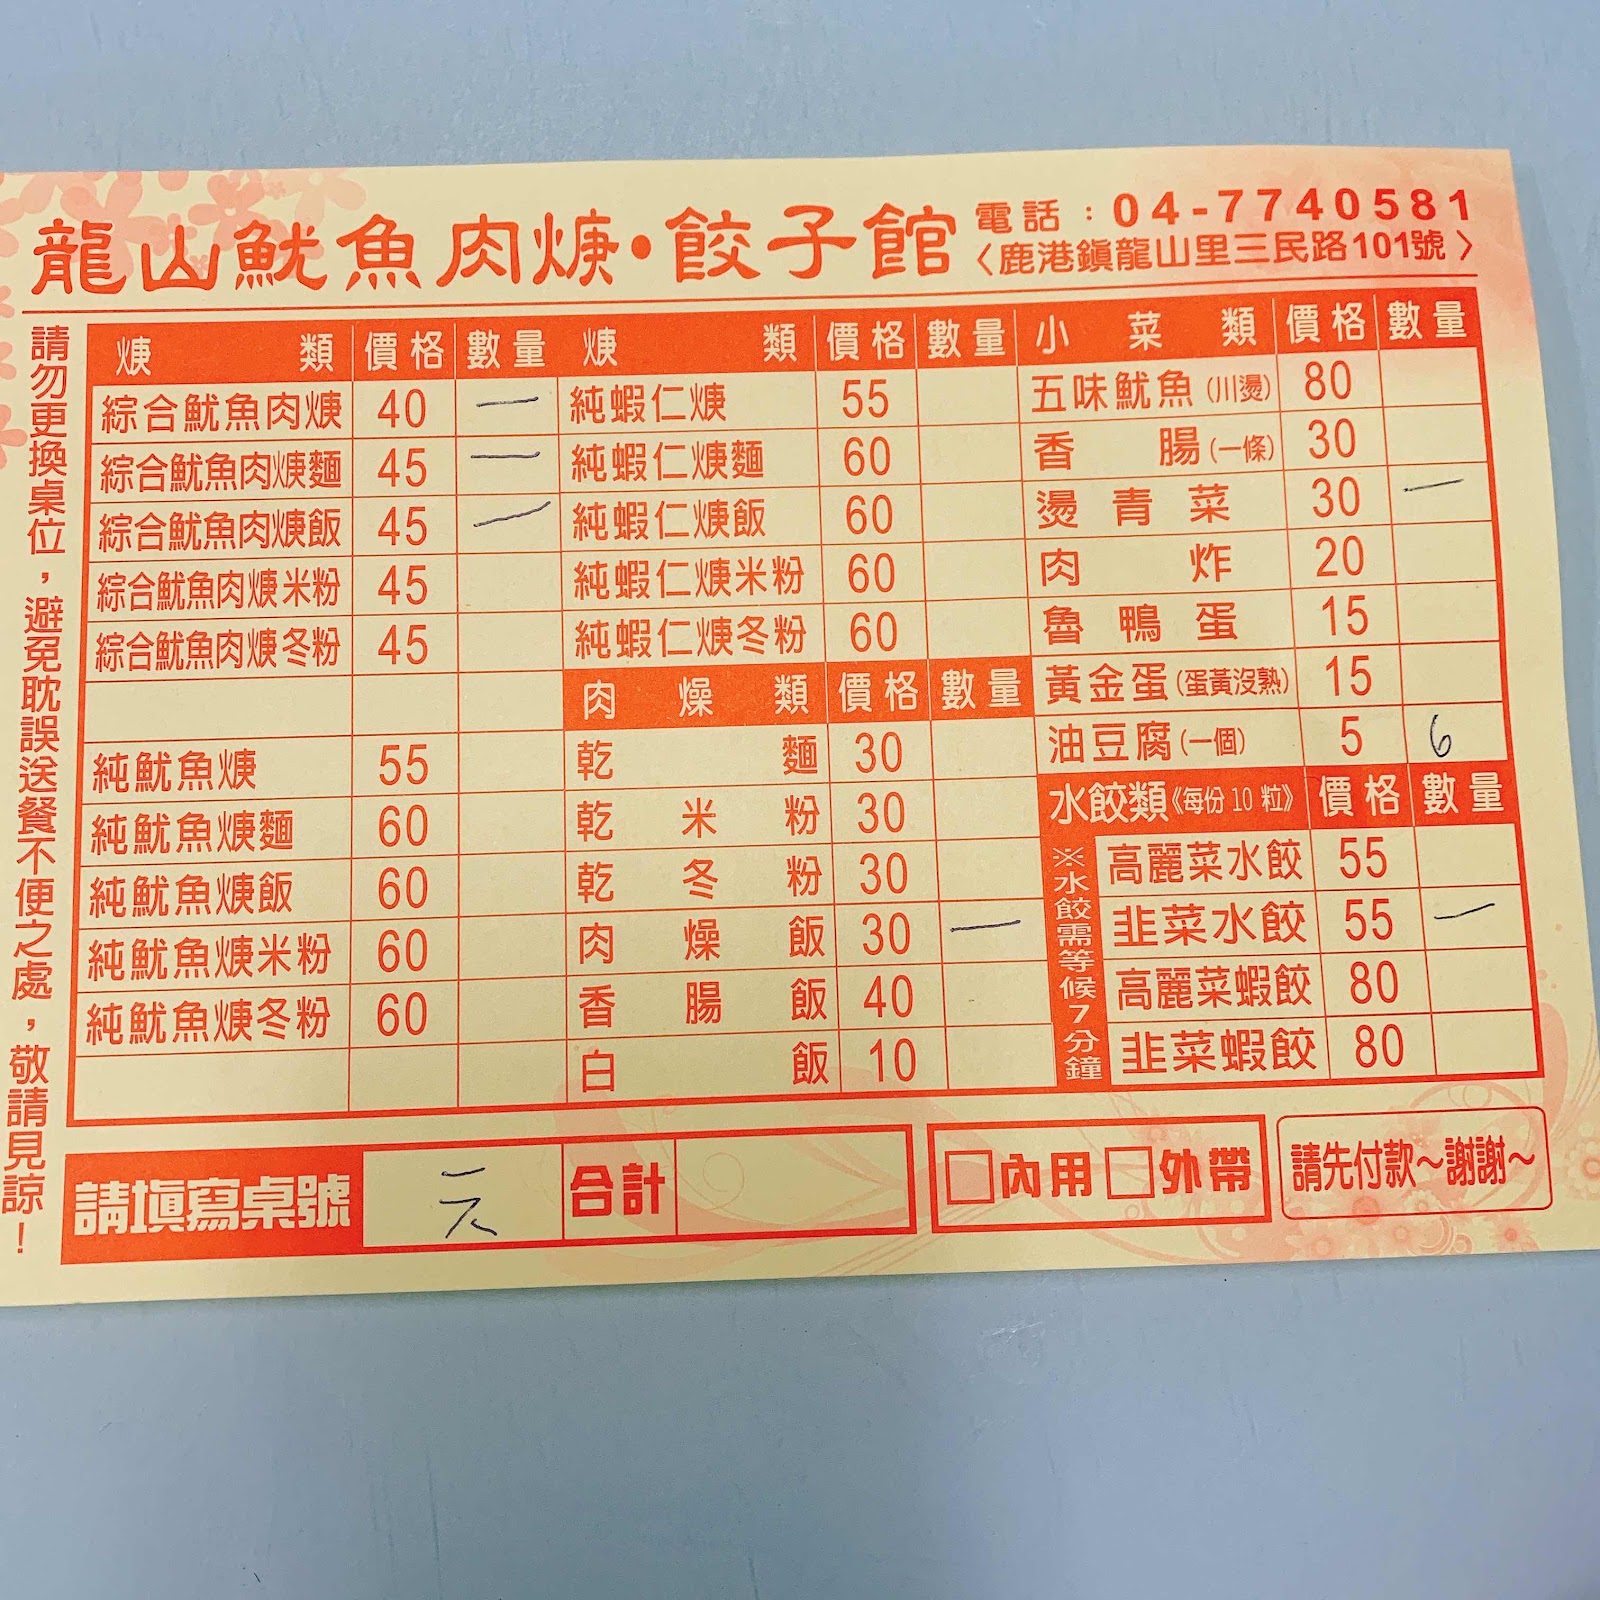 龍山魷魚肉焿•餃子館
電話：04-7740581
〈鹿港鎮龍山里三民路101號〉
請勿更換桌位，避免耽誤送餐不便之處，敬請見諒！
焿類 價格 數量
綜合魷魚肉焿 40 一
綜合魷魚肉焿麵 45 一
綜合魷魚肉焿飯 45 一
綜合魷魚肉焿米粉 45
綜合魷魚肉焿冬粉 45
純魷魚焿 55
純魷魚焿麵 60
純魷魚焿飯 60
純魷魚焿米粉 60
純魷魚焿冬粉 60
焿類 價格 數量
純蝦仁焿 55
純蝦仁焿麵 60
純蝦仁焿飯 60
純蝦仁焿米粉 60
純蝦仁焿冬粉 60
肉燥類 價格 數量
乾麵 30
乾米粉 30
乾冬粉 30
肉燥飯 30 一
香腸飯 40
白飯 10
小菜類 價格 數量
五味魷魚(川燙) 80
香腸(一條) 30
燙青菜 30 一
肉炸 20
魯鴨蛋 15
黃金蛋(蛋黃沒熟) 15
油豆腐(一個) 5 6
水餃類《每份10粒》 價格 數量
※水餃需等候7分鐘
高麗菜水餃 55
韭菜水餃 55 一
高麗菜蝦餃 80
韭菜蝦餃 80
請填寫桌號 合計
□內用□外帶
請先付款～謝謝～